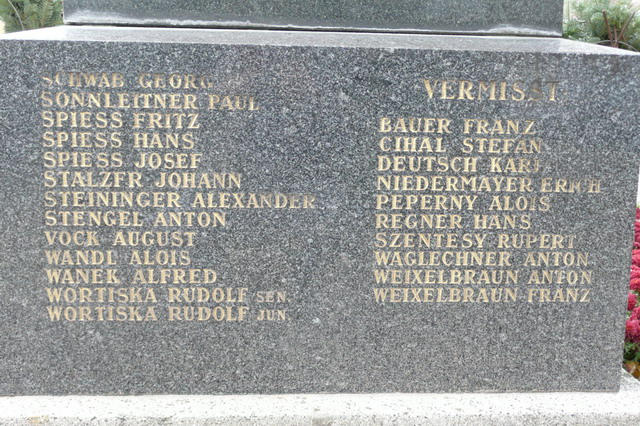 SCHWAB GEORG
SONNLEITNER PAUL
SPIESS FRITZ
SPIESS HANS
SPIESS JOSEF
STALZER JOHANN
STEININGER ALEXANDER
STENGEL ANTON
VOCK AUGUST
WANDL ALOIS
WANEK ALFRED
WORTISKA RUDOLF SEN.
WORTISKA RUDOLF JUN.
VERMISST
BAUER FRANZ
CIHAL STEFAN
DEUTSCH KARL
NIEDERMAYER ERICH
PEPERNY ALOIS
REGNER HANS
SZENTESY RUPERT
WAGLECHNER ANTON
WEIXELBRAUN ANTON
WEIXELBRAUN FRANZ